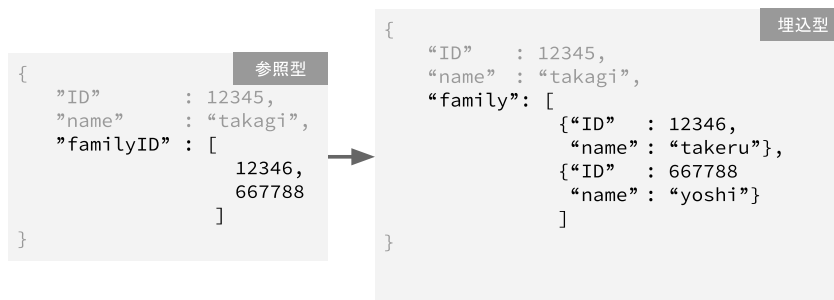 参照型
{
”ID” : 12345,
”name” : “takagi”,
”familyID” : [
12346,
667788
]
}
埋込型
{
“ID” : 12345,
“name” : “takagi”,
“family”: [
{“ID” : 12346,
“name” : “takeru”},
{“ID” : 667788
“name” : “yoshi”}
]
}